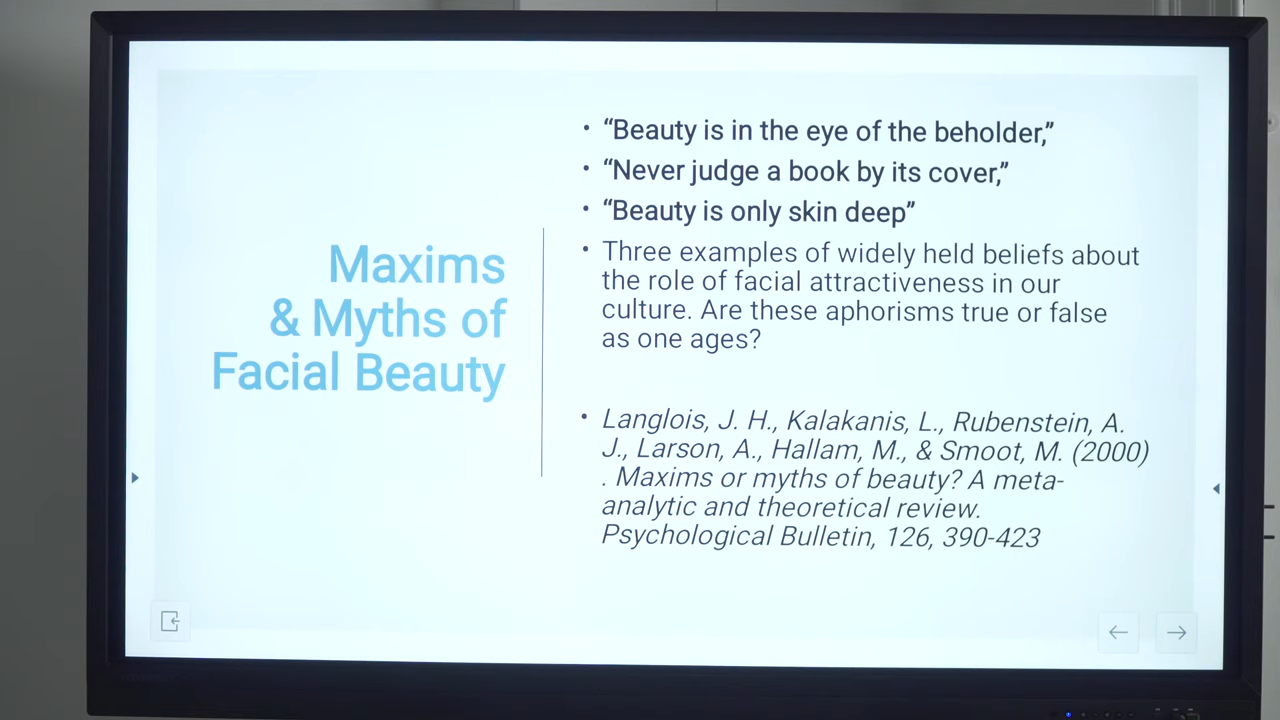 Maxims
& Myths of
Facial Beauty
• “Beauty is in the eye of the beholder,”
• “Never judge a book by its cover,”
• “Beauty is only skin deep”
• Three examples of widely held beliefs about
the role of facial attractiveness in our
culture. Are these aphorisms true or false
as one ages?
• Langlois, J. H., Kalakanis, L., Rubenstein, A.
J., Larson, A., Hallam, M., & Smoot, M. (2000)
. Maxims or myths of beauty? A meta-
analytic and theoretical review.
Psychological Bulletin, 126, 390-423